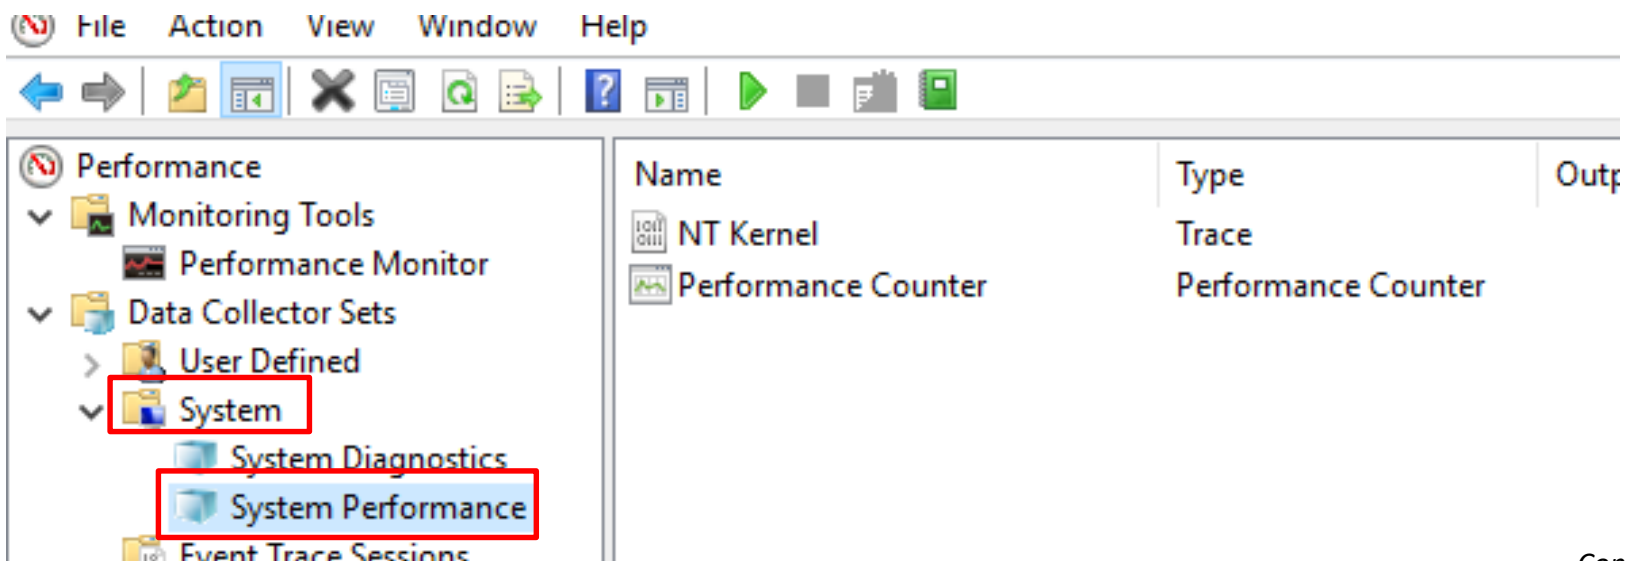 File Action View Window Help
Performance
Monitoring Tools
Performance Monitor
Data Collector Sets
User Defined
System
System Diagnostics
System Performance
Event Trace Sessions
Name Type Outp
NT Kernel Trace
Performance Counter Performance Counter